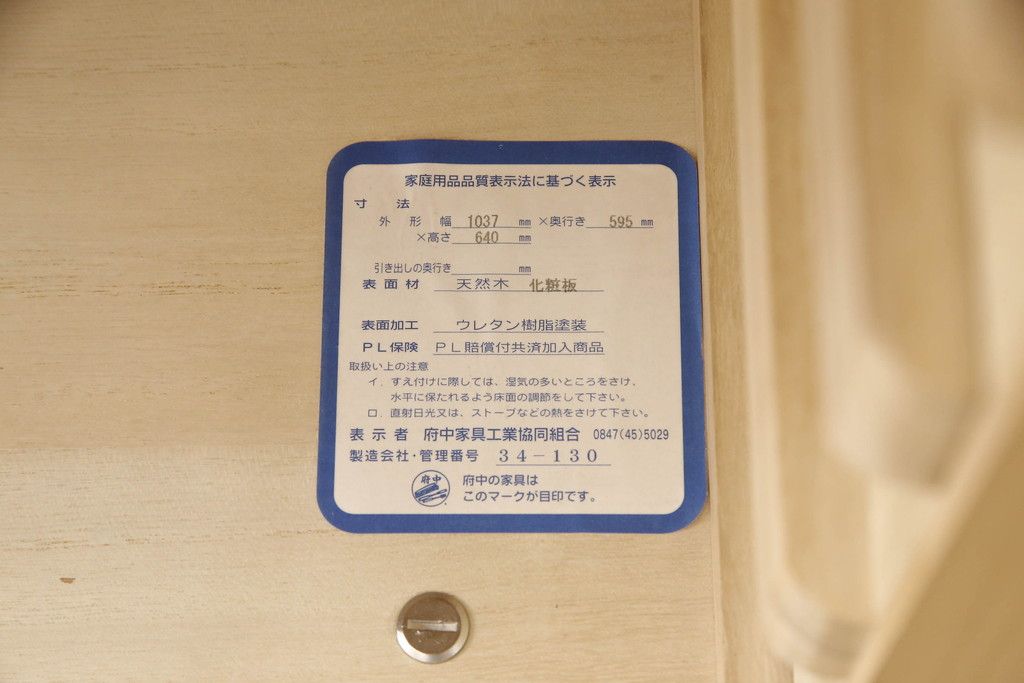 家庭用品品質表示法に基づく表示
寸 法
外 形 幅 1037 mm ×奥行き 595 mm
×高さ 640 mm
引き出しの奥行き mm
表面材 天然木 化粧板
表面加工 ウレタン樹脂塗装
PL保険 PL賠償付共済加入商品
取扱い上の注意
イ. すえ付けに際しては、湿気の多いところをさけ、
水平に保たれるよう床面の調節をして下さい。
ロ. 直射日光又は、ストーブなどの熱をさけて下さい。
表示者 府中家具工業協同組合 0847(45)5029
製造会社・管理番号 34-130
府中
府中の家具は
このマークが目印です。